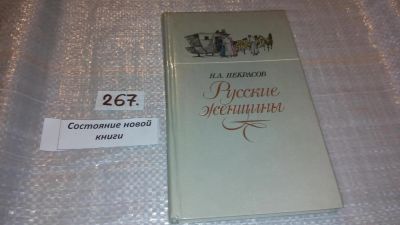 267.
Состояние новой
книги
Н.А. НЕКРАСОВ
Русские
женщины